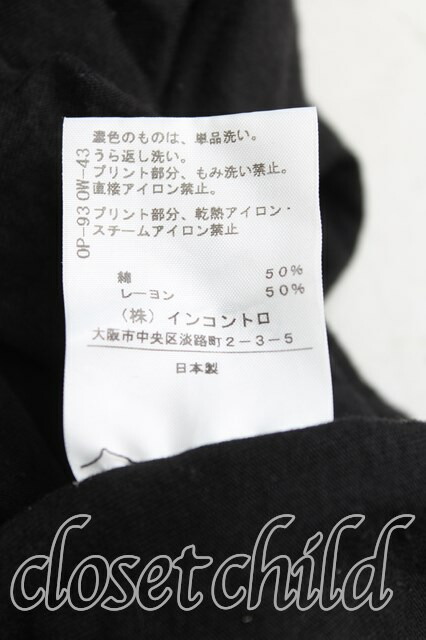 濃色のものは、単品洗い。
うら返し洗い。
プリント部分、もみ洗い禁止。
直接アイロン禁止。
プリント部分、乾熱アイロン・
スチームアイロン禁止
OP-93 OW-43
綿 50%
レーヨン 50%
(株) インコントロ
大阪市中央区淡路町2-3-5
日本製
closet child